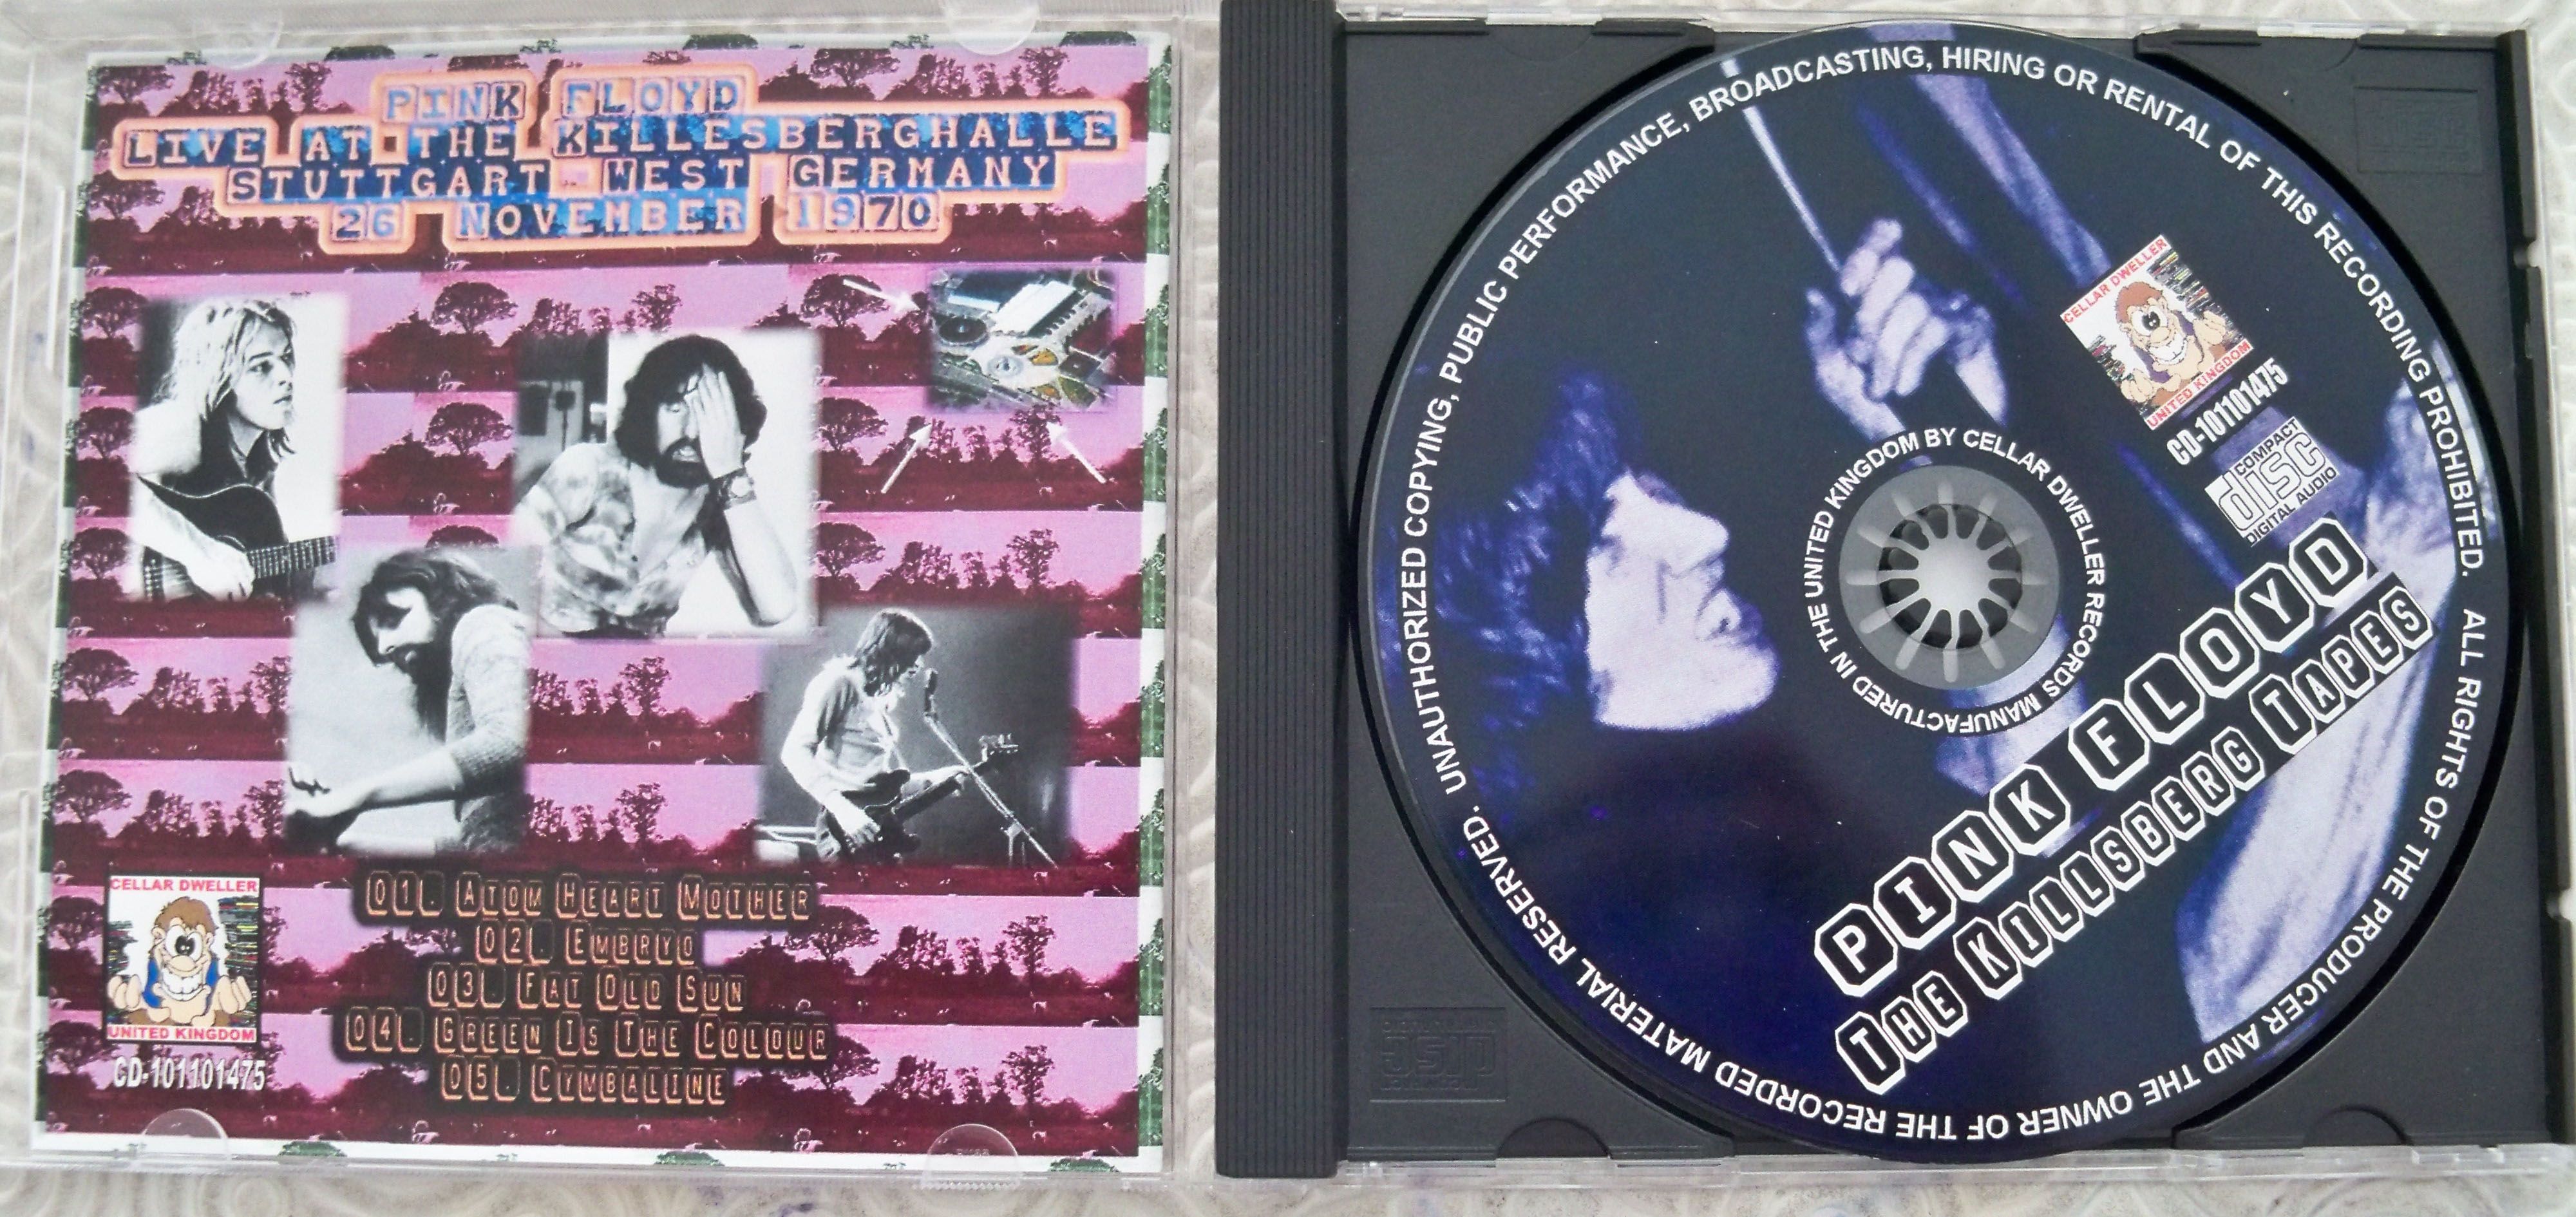 PINK FLOYD
LIVE AT THE KILLESBERGHALLE
STUTTGART WEST GERMANY
26 NOVEMBER 1970
CELLAR DWELLER
UNITED KINGDOM
CD-101101475
01. ATOM HEART MOTHER
02. EMBRYO
03. FAT OLD SUN
04. GREEN IS THE COLOUR
05. CYMBALINE
UNAUTHORIZED COPYING, PUBLIC PERFORMANCE, BROADCASTING, HIRING OR RENTAL OF THIS RECORDING PROHIBITED.
ALL RIGHTS OF THE PRODUCER AND THE OWNER OF THE RECORDED MATERIAL RESERVED.
MANUFACTURED IN THE UNITED KINGDOM BY CELLAR DWELLER RECORDS
CELLAR DWELLER
UNITED KINGDOM
CD-101101475
COMPACT
disc
DIGITAL AUDIO
PINK FLOYD
THE KILLSBERG TAPES